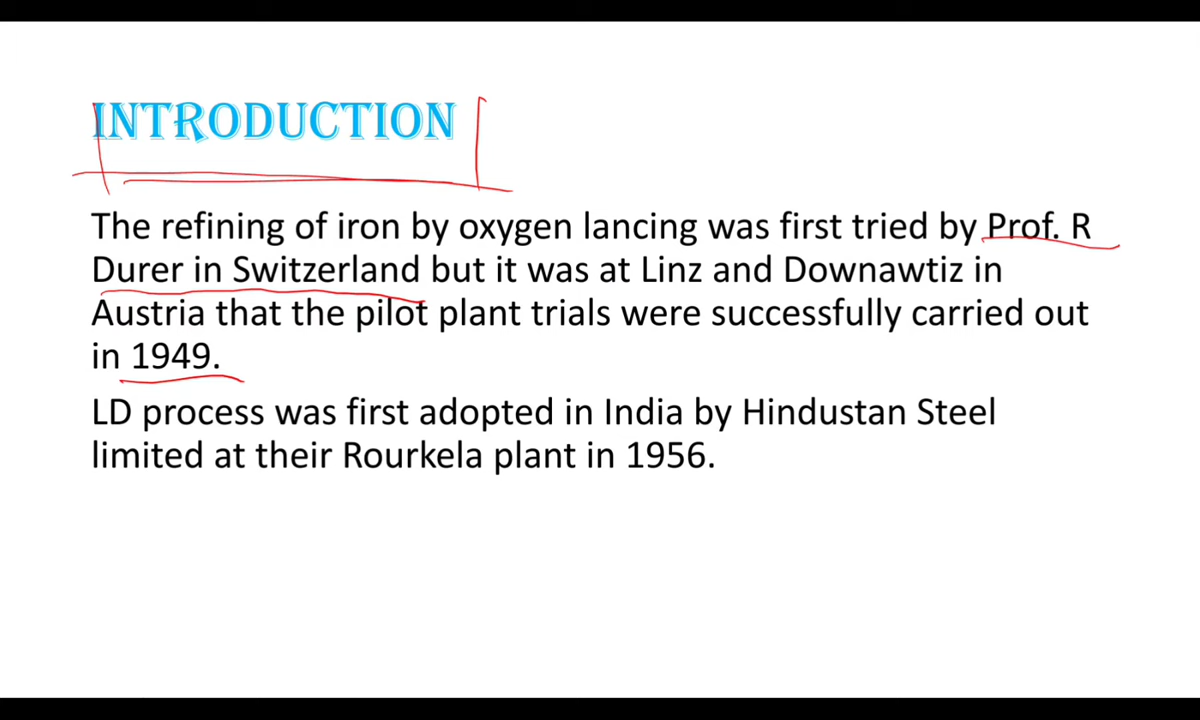 INTRODUCTION
The refining of iron by oxygen lancing was first tried by Prof. R
Durer in Switzerland but it was at Linz and Downawtiz in
Austria that the pilot plant trials were successfully carried out
in 1949.
LD process was first adopted in India by Hindustan Steel
limited at their Rourkela plant in 1956.